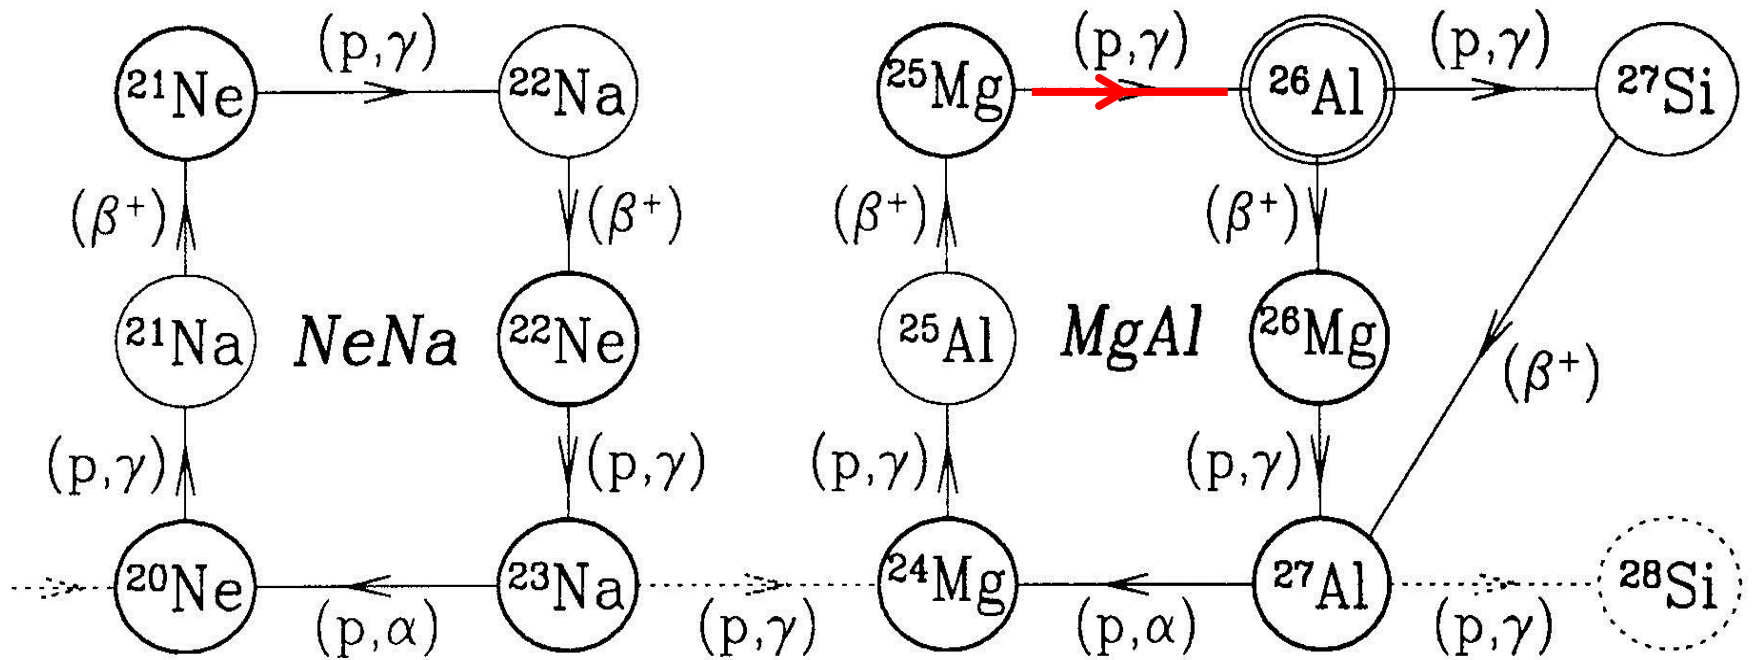 (p,γ) (p,γ) (p,γ)
²¹Ne ²²Na ²⁵Mg ²⁶Al ²⁷Si
(β⁺) (β⁺) (β⁺) (β⁺)
²¹Na NeNa ²²Ne ²⁵Al MgAl ²⁶Mg
(β⁺)
(p,γ) (p,γ) (p,γ) (p,γ)
²⁰Ne ²³Na ²⁴Mg ²⁷Al ²⁸Si
(p,α) (p,γ) (p,α) (p,γ)